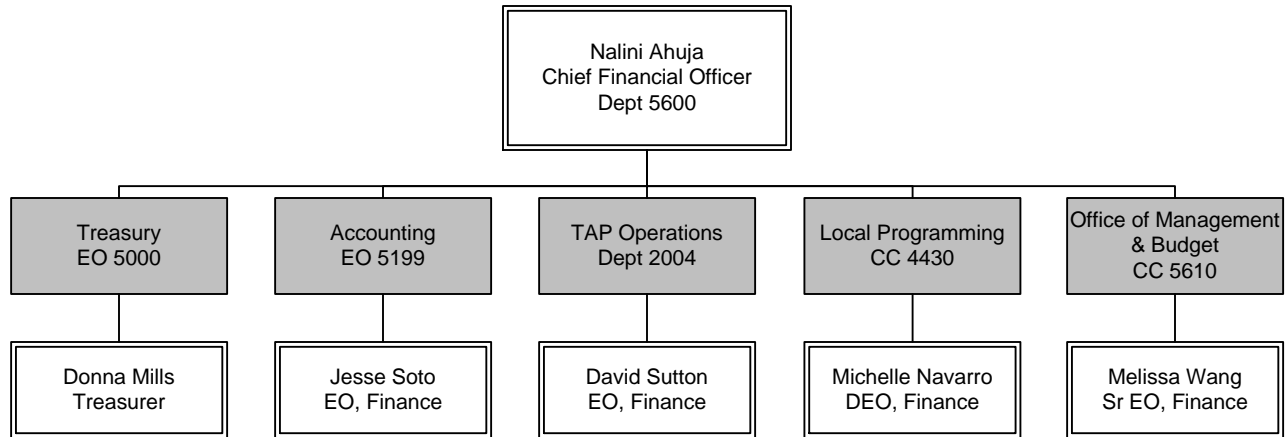 Nalini Ahuja
Chief Financial Officer
Dept 5600
Treasury
EO 5000
Accounting
EO 5199
TAP Operations
Dept 2004
Local Programming
CC 4430
Office of Management
& Budget
CC 5610
Donna Mills
Treasurer
Jesse Soto
EO, Finance
David Sutton
EO, Finance
Michelle Navarro
DEO, Finance
Melissa Wang
Sr EO, Finance